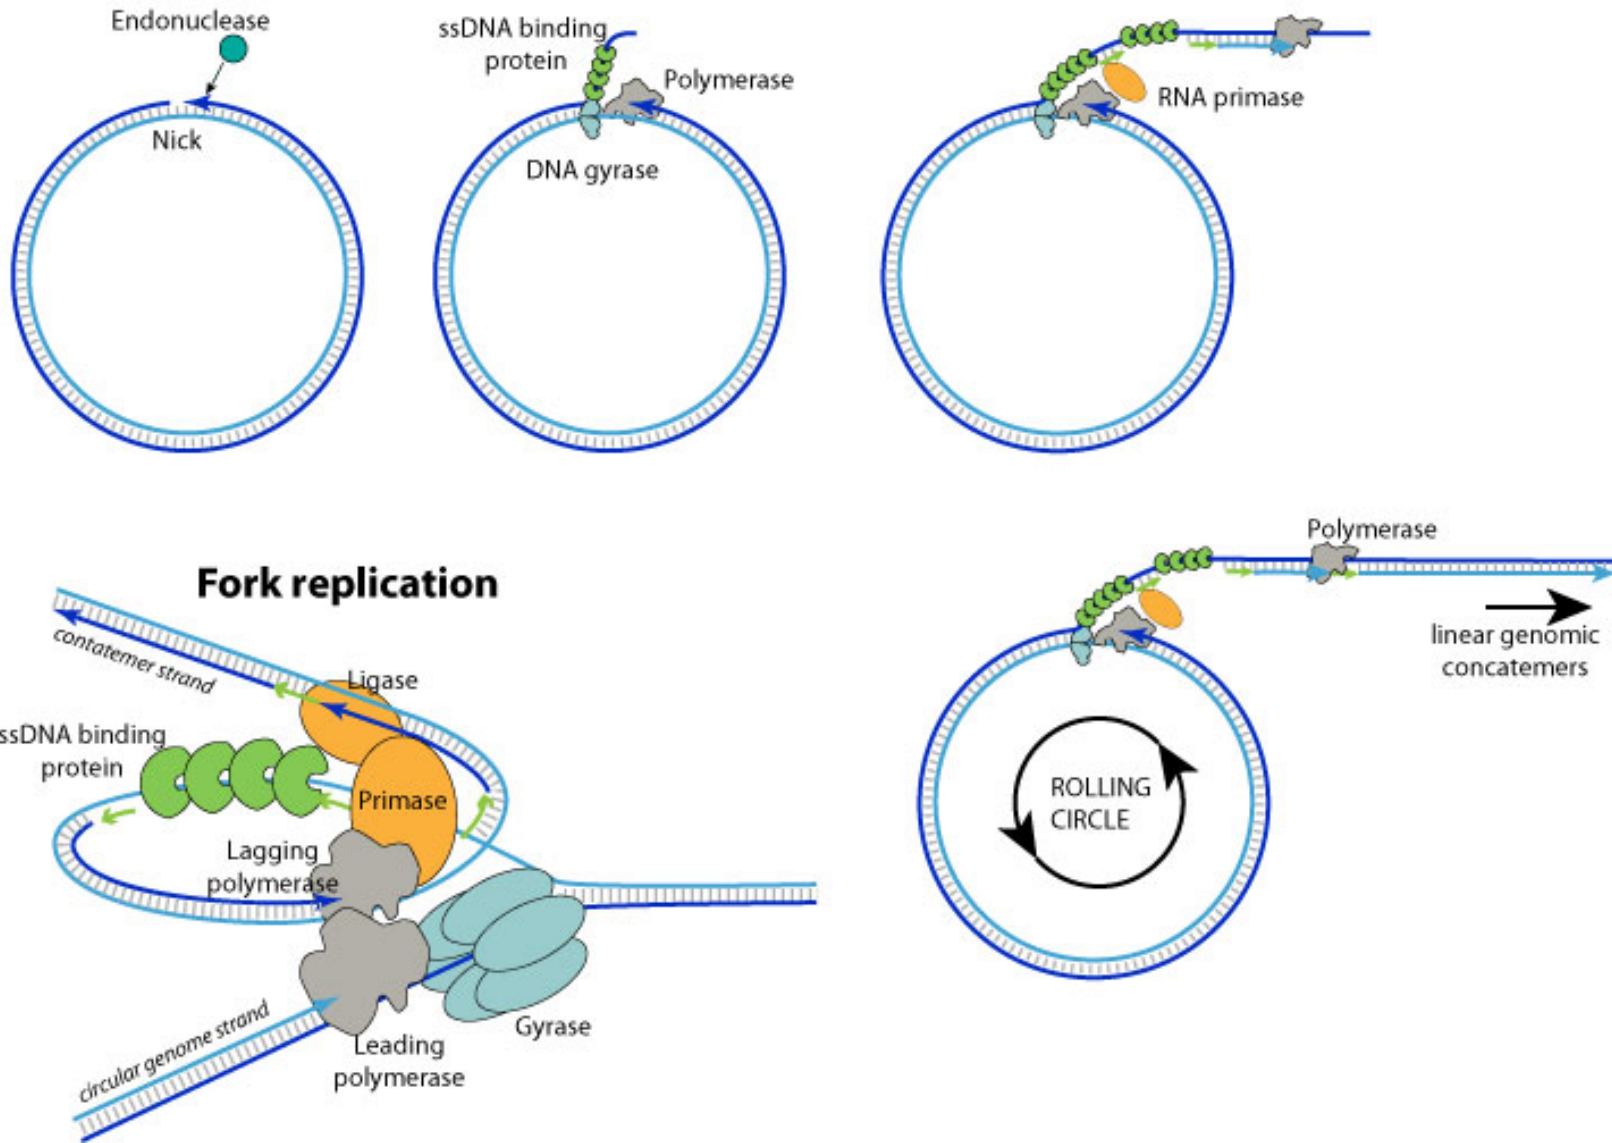 Endonuclease
Nick
ssDNA binding
protein
Polymerase
DNA gyrase
RNA primase
Fork replication
contatemer strand
Ligase
ssDNA binding
protein
Primase
Lagging
polymerase
Gyrase
circular genome strand
Leading
polymerase
Polymerase
linear genomic
concatemers
ROLLING
CIRCLE